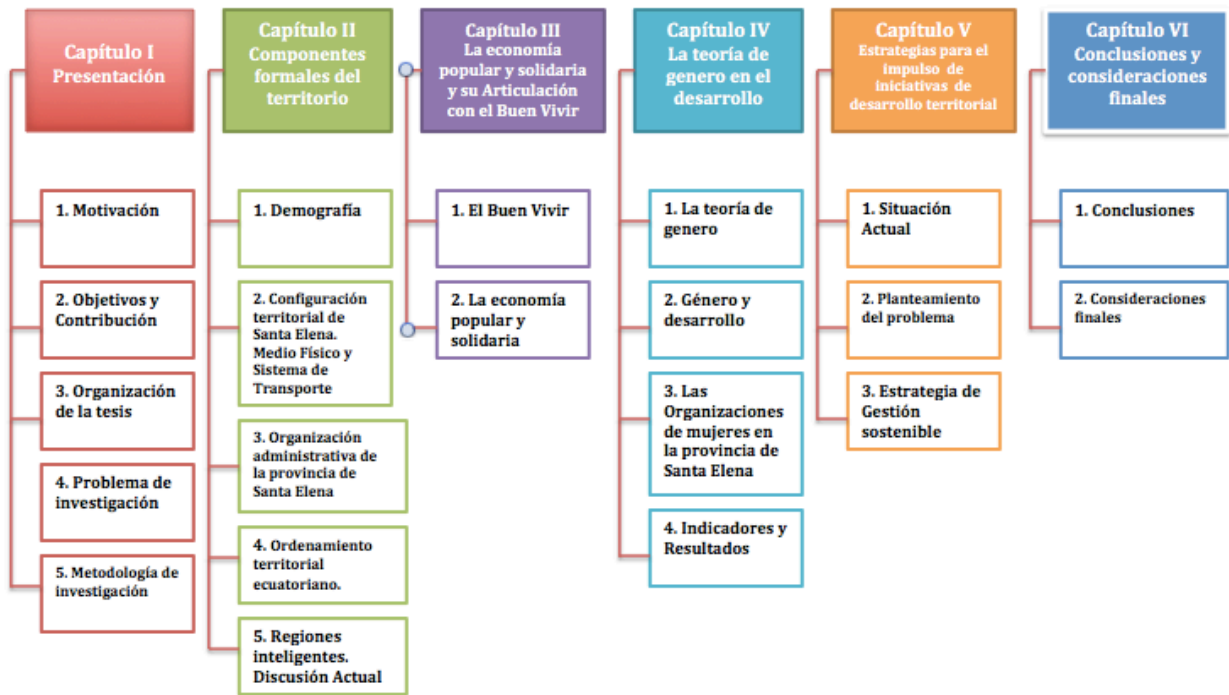 Capítulo I
Presentación
1. Motivación
2. Objetivos y
Contribución
3. Organización
de la tesis
4. Problema de
investigación
5. Metodología de
investigación
Capítulo II
Componentes
formales del
territorio
1. Demografía
2. Configuración
territorial de
Santa Elena.
Medio Físico y
Sistema de
Transporte
3. Organización
administrativa de
la provincia de
Santa Elena
4. Ordenamiento
territorial
ecuatoriano.
5. Regiones
inteligentes.
Discusión Actual
Capítulo III
La economía
popular y solidaria
y su Articulación
con el Buen Vivir
1. El Buen Vivir
2. La economía
popular y
solidaria
Capítulo IV
La teoría de
genero en el
desarrollo
1. La teoría de
genero
2. Género y
desarrollo
3. Las
Organizaciones
de mujeres en
la provincia de
Santa Elena
4. Indicadores y
Resultados
Capítulo V
Estrategias para el
impulso de
iniciativas de
desarrollo territorial
1. Situación
Actual
2. Planteamiento
del problema
3. Estrategia de
Gestión
sostenible
Capítulo VI
Conclusiones y
consideraciones
finales
1. Conclusiones
2. Consideraciones
finales